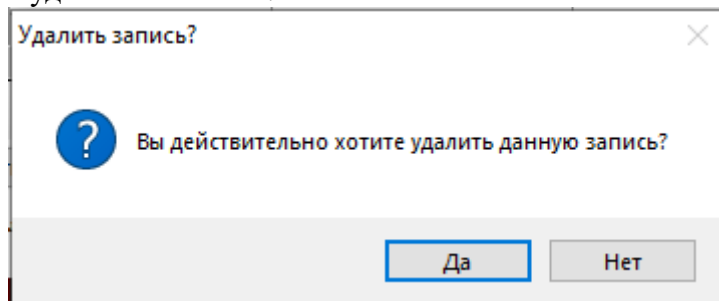 Удалить запись?
Вы действительно хотите удалить данную запись?
Да
Нет